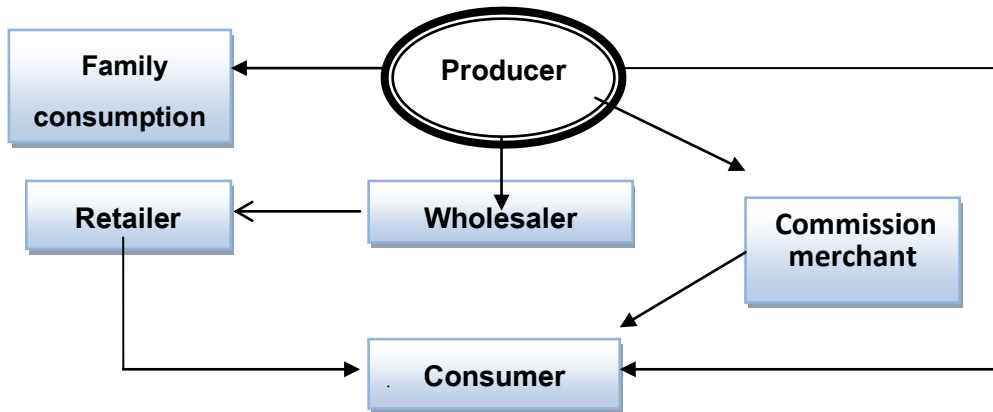 Family
consumption
Producer
Retailer
Wholesaler
Commission
merchant
Consumer